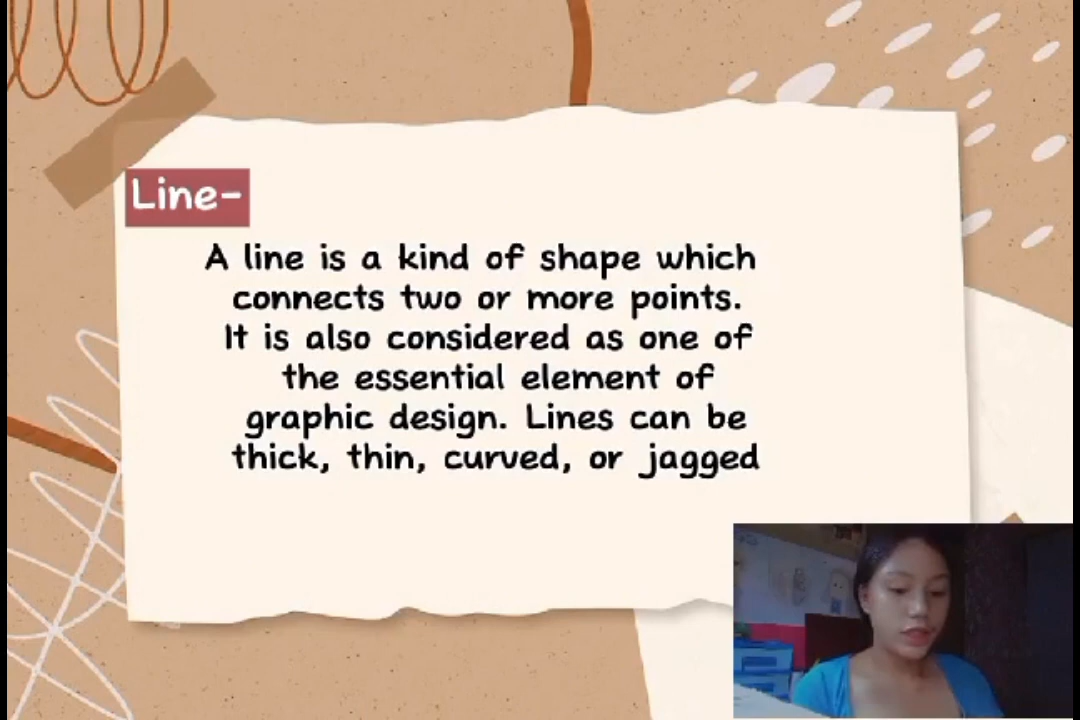 Line-
A line is a kind of shape which
connects two or more points.
It is also considered as one of
the essential element of
graphic design. Lines can be
thick, thin, curved, or jagged